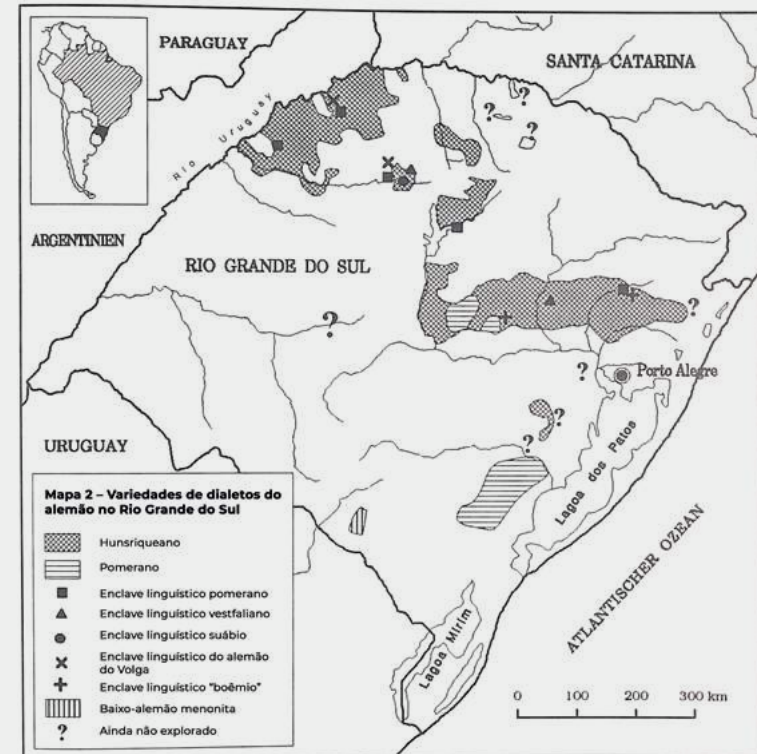 PARAGUAY
SANTA CATARINA
Rio Uruguay
?
?
?
ARGENTINIEN
RIO GRANDE DO SUL
?
?
?
Porto Alegre
?
?
URUGUAY
Lagoa dos Patos
Mapa 2 – Variedades de dialetos do
alemão no Rio Grande do Sul
Hunsriqueano
Pomerano
Enclave linguístico pomerano
Enclave linguístico vestfaliano
Enclave linguístico suábio
Enclave linguístico do alemão
do Volga
Enclave linguístico "boêmio"
Baixo-alemão menonita
? Ainda não explorado
Lagoa Mirim
ATLANTISCHER OZEAN
0 100 200 300 km